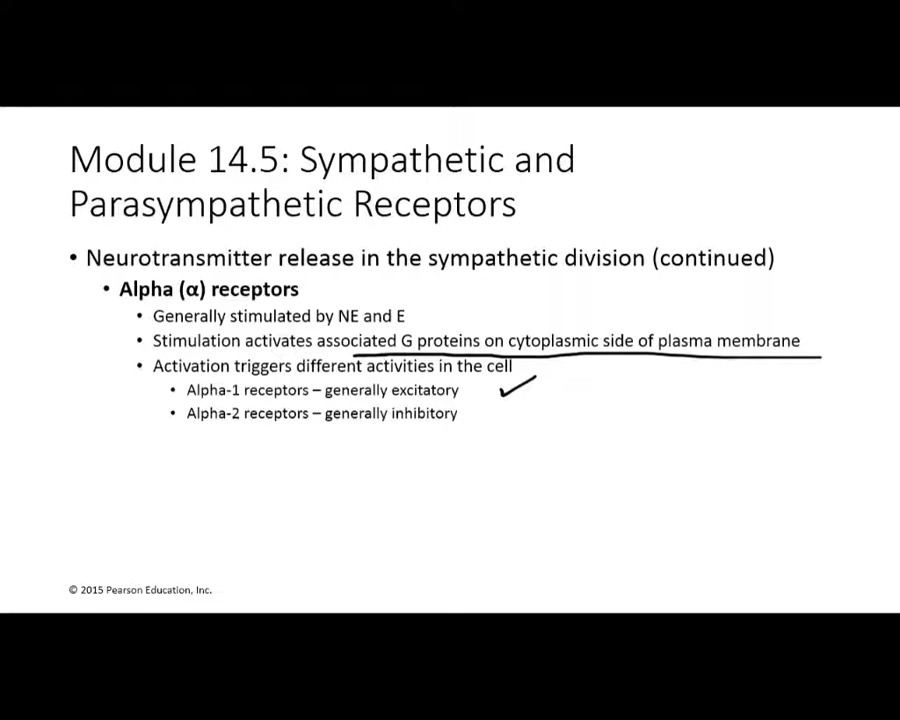 Module 14.5: Sympathetic and
Parasympathetic Receptors
• Neurotransmitter release in the sympathetic division (continued)
• Alpha (α) receptors
• Generally stimulated by NE and E
• Stimulation activates associated G proteins on cytoplasmic side of plasma membrane
• Activation triggers different activities in the cell
• Alpha-1 receptors – generally excitatory
• Alpha-2 receptors – generally inhibitory
© 2015 Pearson Education, Inc.